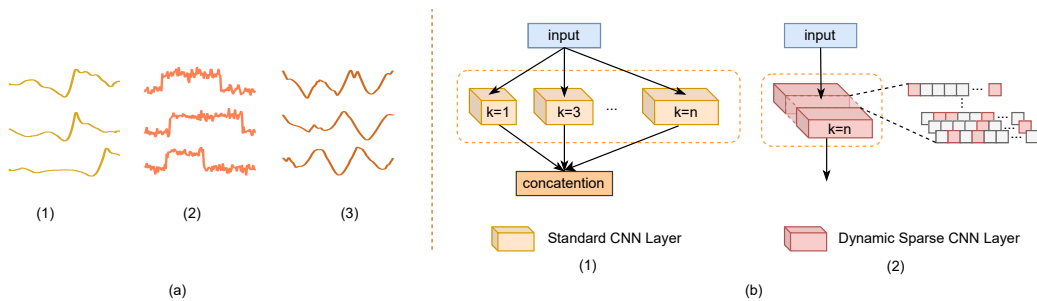 input
input
k=1
k=3
...
k=n
k=n
...
...
...
concatention
(1)
(2)
(3)
Standard CNN Layer
Dynamic Sparse CNN Layer
(1)
(2)
(a)
(b)